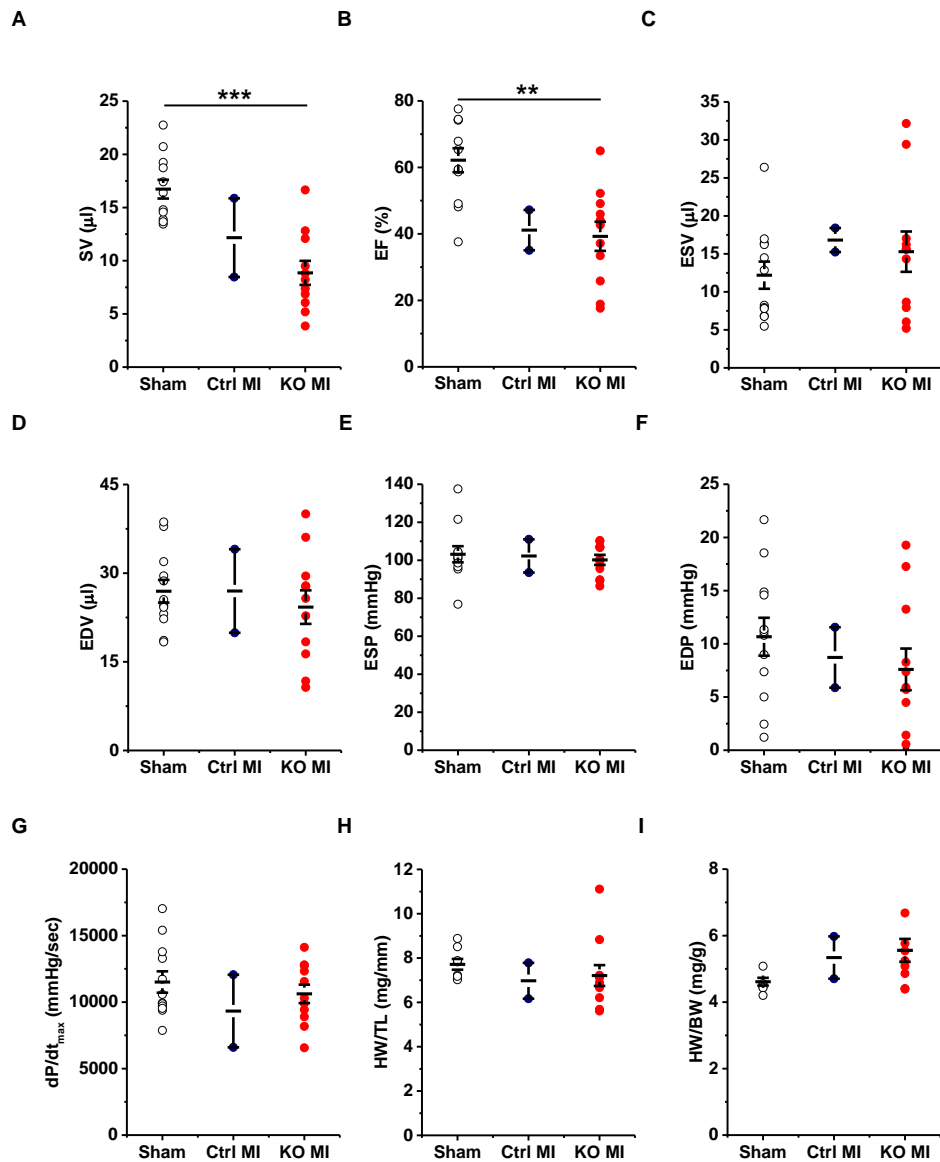 A
B
C
***
**
25
20
15
10
5
0
SV (µl)
Sham
Ctrl MI
KO MI
80
60
40
20
0
EF (%)
Sham
Ctrl MI
KO MI
35
30
25
20
15
10
5
0
ESV (µl)
Sham
Ctrl MI
KO MI
D
E
F
45
30
15
0
EDV (µl)
Sham
Ctrl MI
KO MI
140
120
100
80
60
40
20
0
ESP (mmHg)
Sham
Ctrl MI
KO MI
25
20
15
10
5
0
EDP (mmHg)
Sham
Ctrl MI
KO MI
G
H
I
20000
15000
10000
5000
0
dP/dtmax (mmHg/sec)
Sham
Ctrl MI
KO MI
12
10
8
6
4
2
0
HW/TL (mg/mm)
Sham
Ctrl MI
KO MI
8
6
4
2
0
HW/BW (mg/g)
Sham
Ctrl MI
KO MI